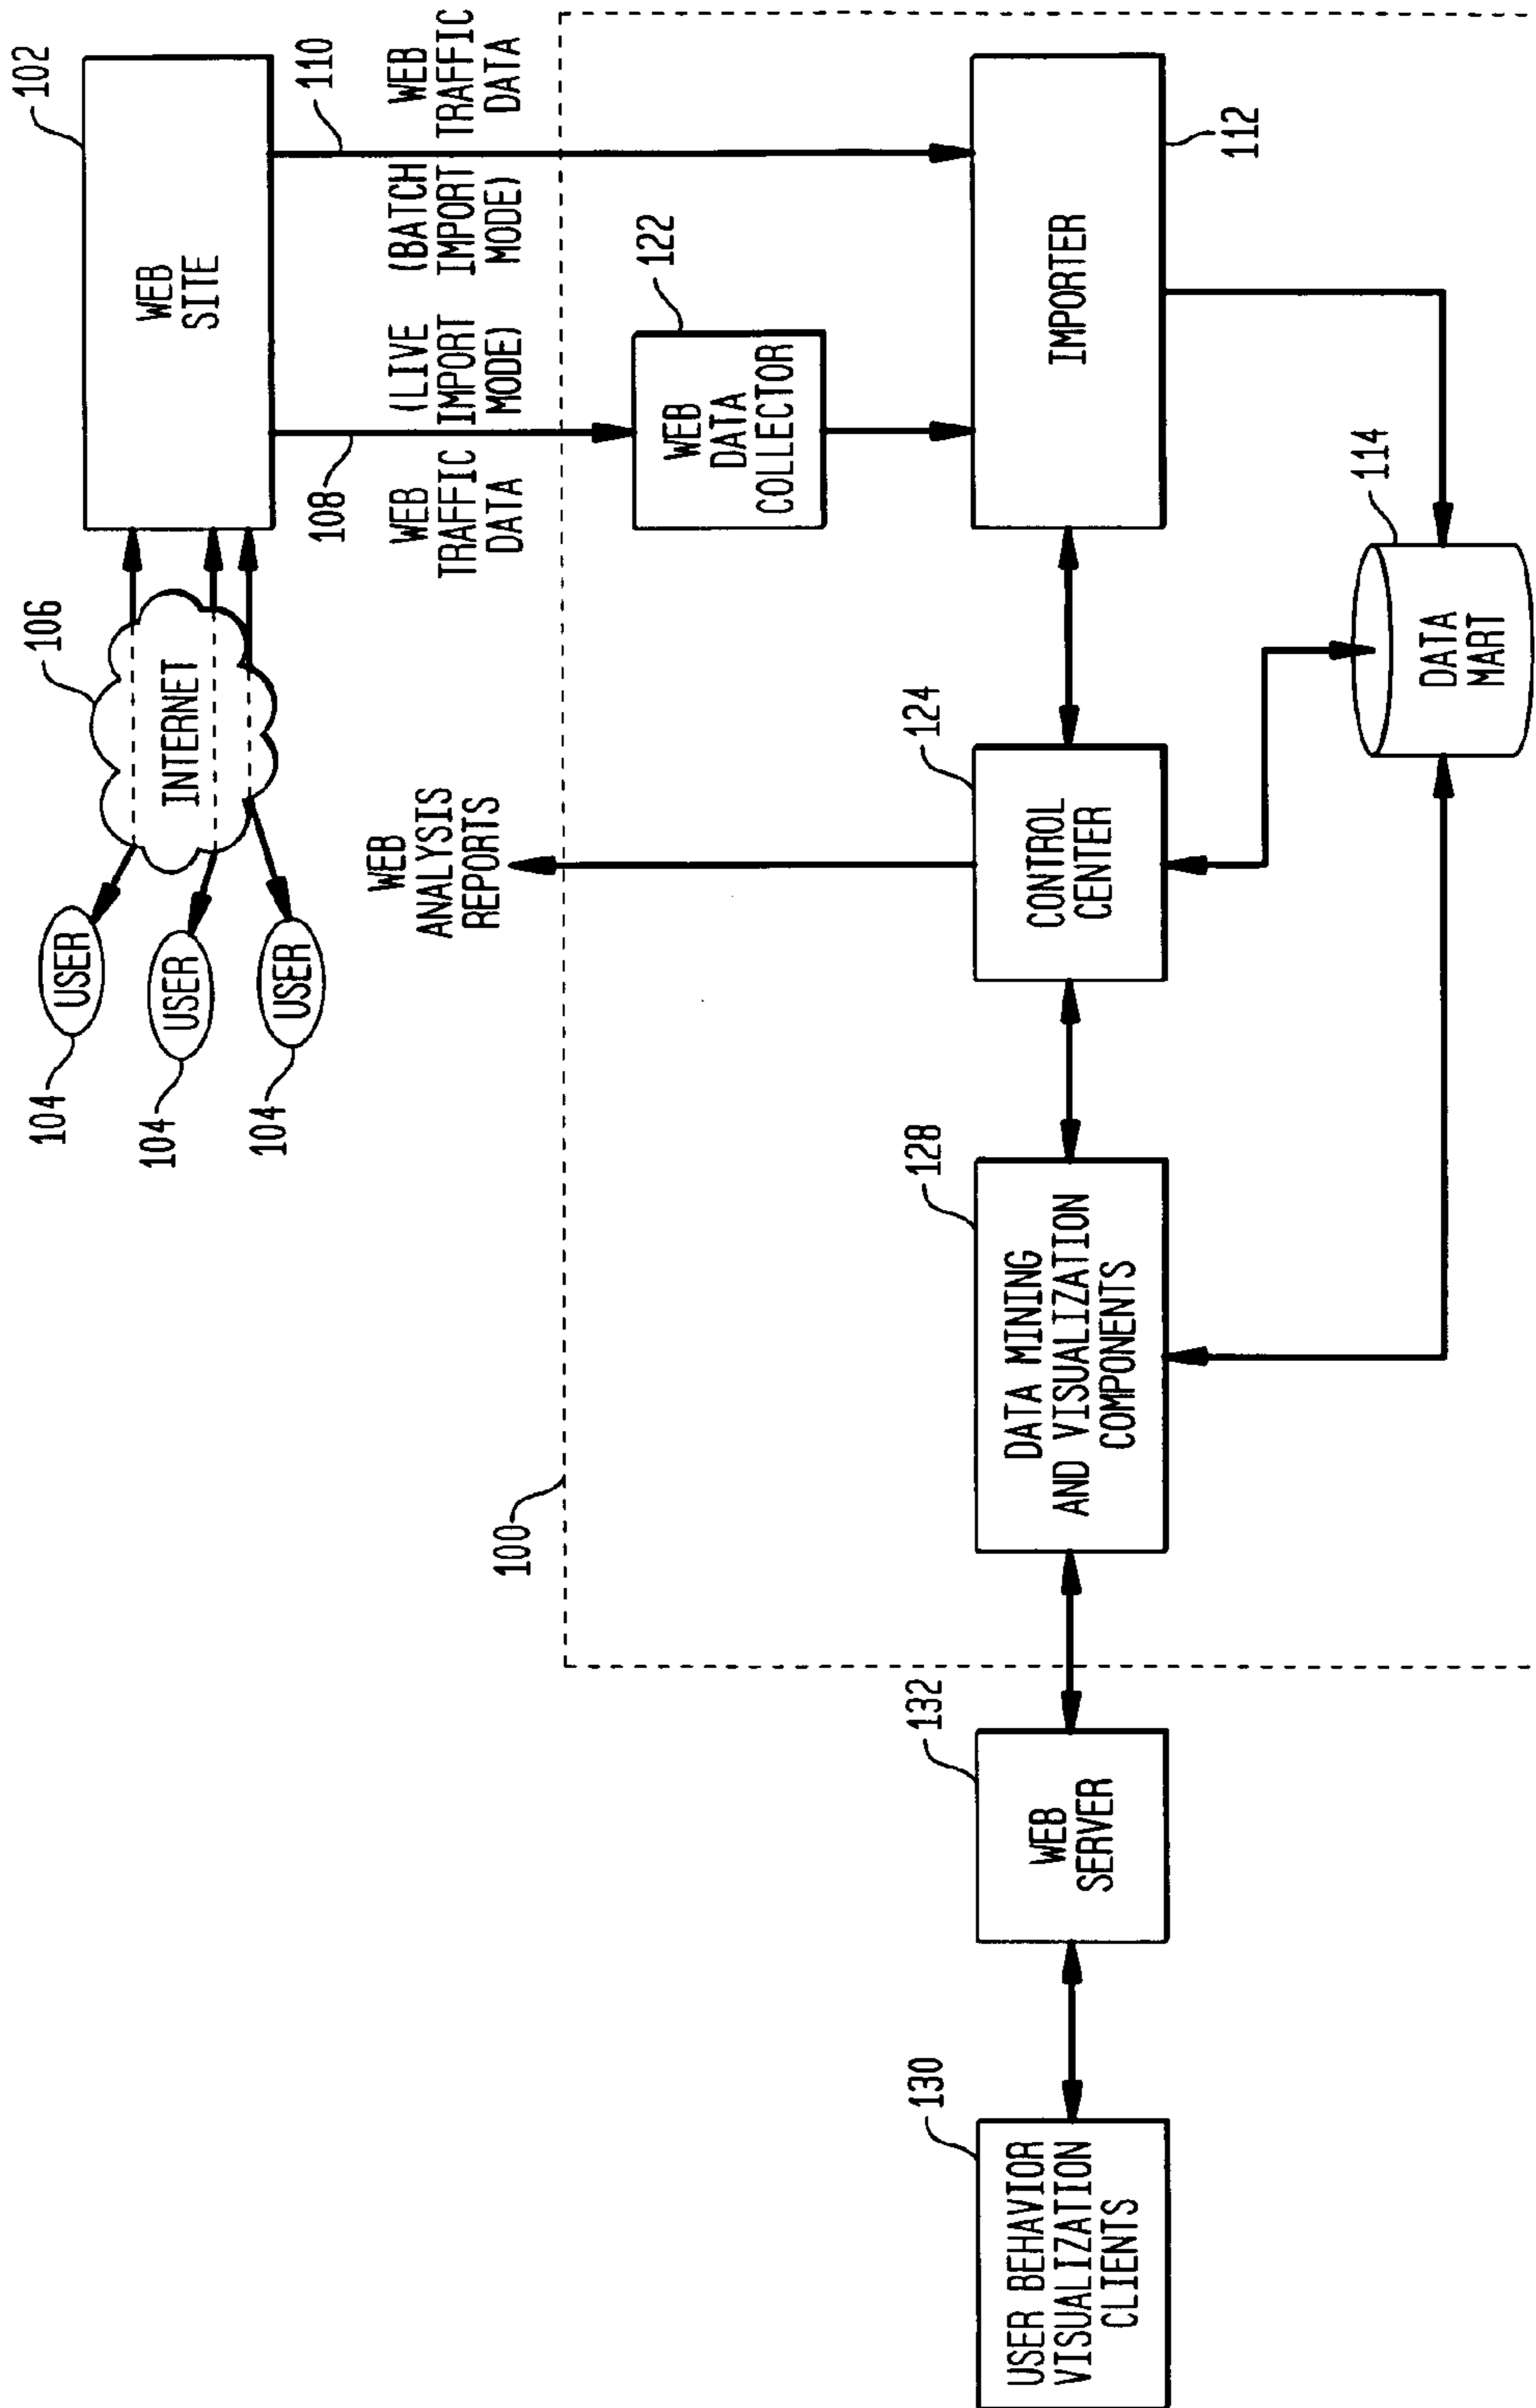 104
USER
104
USER
104
USER
106
INTERNET
102
WEB
SITE
108
WEB
TRAFFIC
DATA
(LIVE
IMPORT
MODE)
110
(BATCH
IMPORT
MODE)
WEB
TRAFFIC
DATA
WEB
ANALYSIS
REPORTS
100
122
WEB
DATA
COLLECTOR
130
USER BEHAVIOR
VISUALIZATION
CLIENTS
132
WEB
SERVER
128
DATA MINING
AND VISUALIZATION
COMPONENTS
124
CONTROL
CENTER
IMPORTER
112
114
DATA
MART